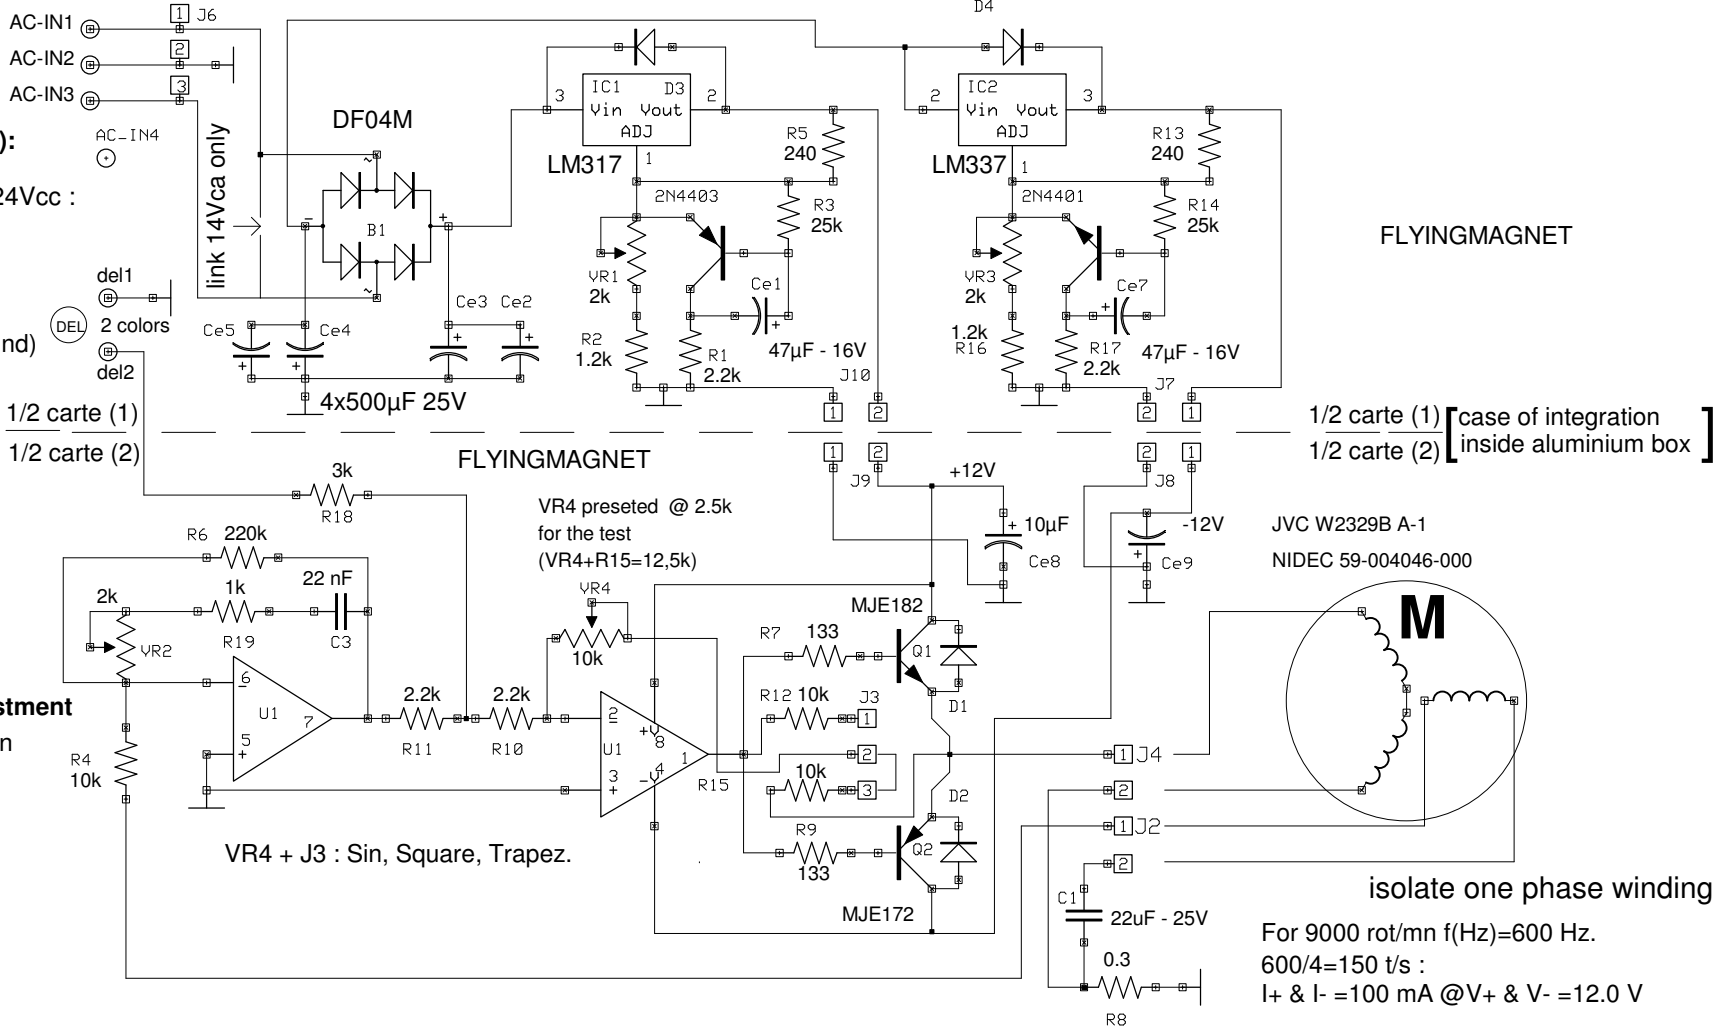 AC-IN1
1
J6
D4
AC-IN2
2
AC-IN3
3
):
AC-IN4
24Vcc :
link 14Vca only
DF04M
~
-
B1
+
~
3
IC1
D3
2
Vin
Vout
ADJ
LM317
1
R5
240
2N4403
R3
25k
VR1
2k
Ce1
+
R2
1.2k
R1
2.2k
47µF - 16V
J10
1
2
2
IC2
3
Vin
Vout
ADJ
LM337
1
R13
240
2N4401
R14
25k
VR3
2k
Ce7
+
1.2k
R16
R17
2.2k
47µF - 16V
J7
2
1
FLYINGMAGNET
del1
DEL
2 colors
nd)
del2
Ce5
Ce4
Ce3
Ce2
+
+
+
+
4x500µF 25V
1/2 carte (1)
1/2 carte (2)
1/2 carte (1)
1/2 carte (2)
[case of integration
inside aluminium box ]
FLYINGMAGNET
1
2
J9
+12V
2
1
J8
-12V
3k
R18
VR4 preseted @ 2.5k
for the test
(VR4+R15=12,5k)
+
10µF
Ce8
+
Ce9
JVC W2329B A-1
NIDEC 59-004046-000
M
R6
220k
2k
1k
22 nF
VR2
R19
C3
VR4
10k
MJE182
R7
133
Q1
D1
stment
n
6
-
U1
7
5
+
R4
10k
2.2k
R11
2.2k
R10
2
-
+V
8
U1
-V
4
1
3
+
R12
10k
J3
1
2
R15
10k
3
R9
133
D2
Q2
MJE172
1
J4
2
1
J2
2
VR4 + J3 : Sin, Square, Trapez.
C1
22uF - 25V
0.3
R8
isolate one phase winding
For 9000 rot/mn f(Hz)=600 Hz.
600/4=150 t/s :
I+ & I- =100 mA @V+ & V- =12.0 V